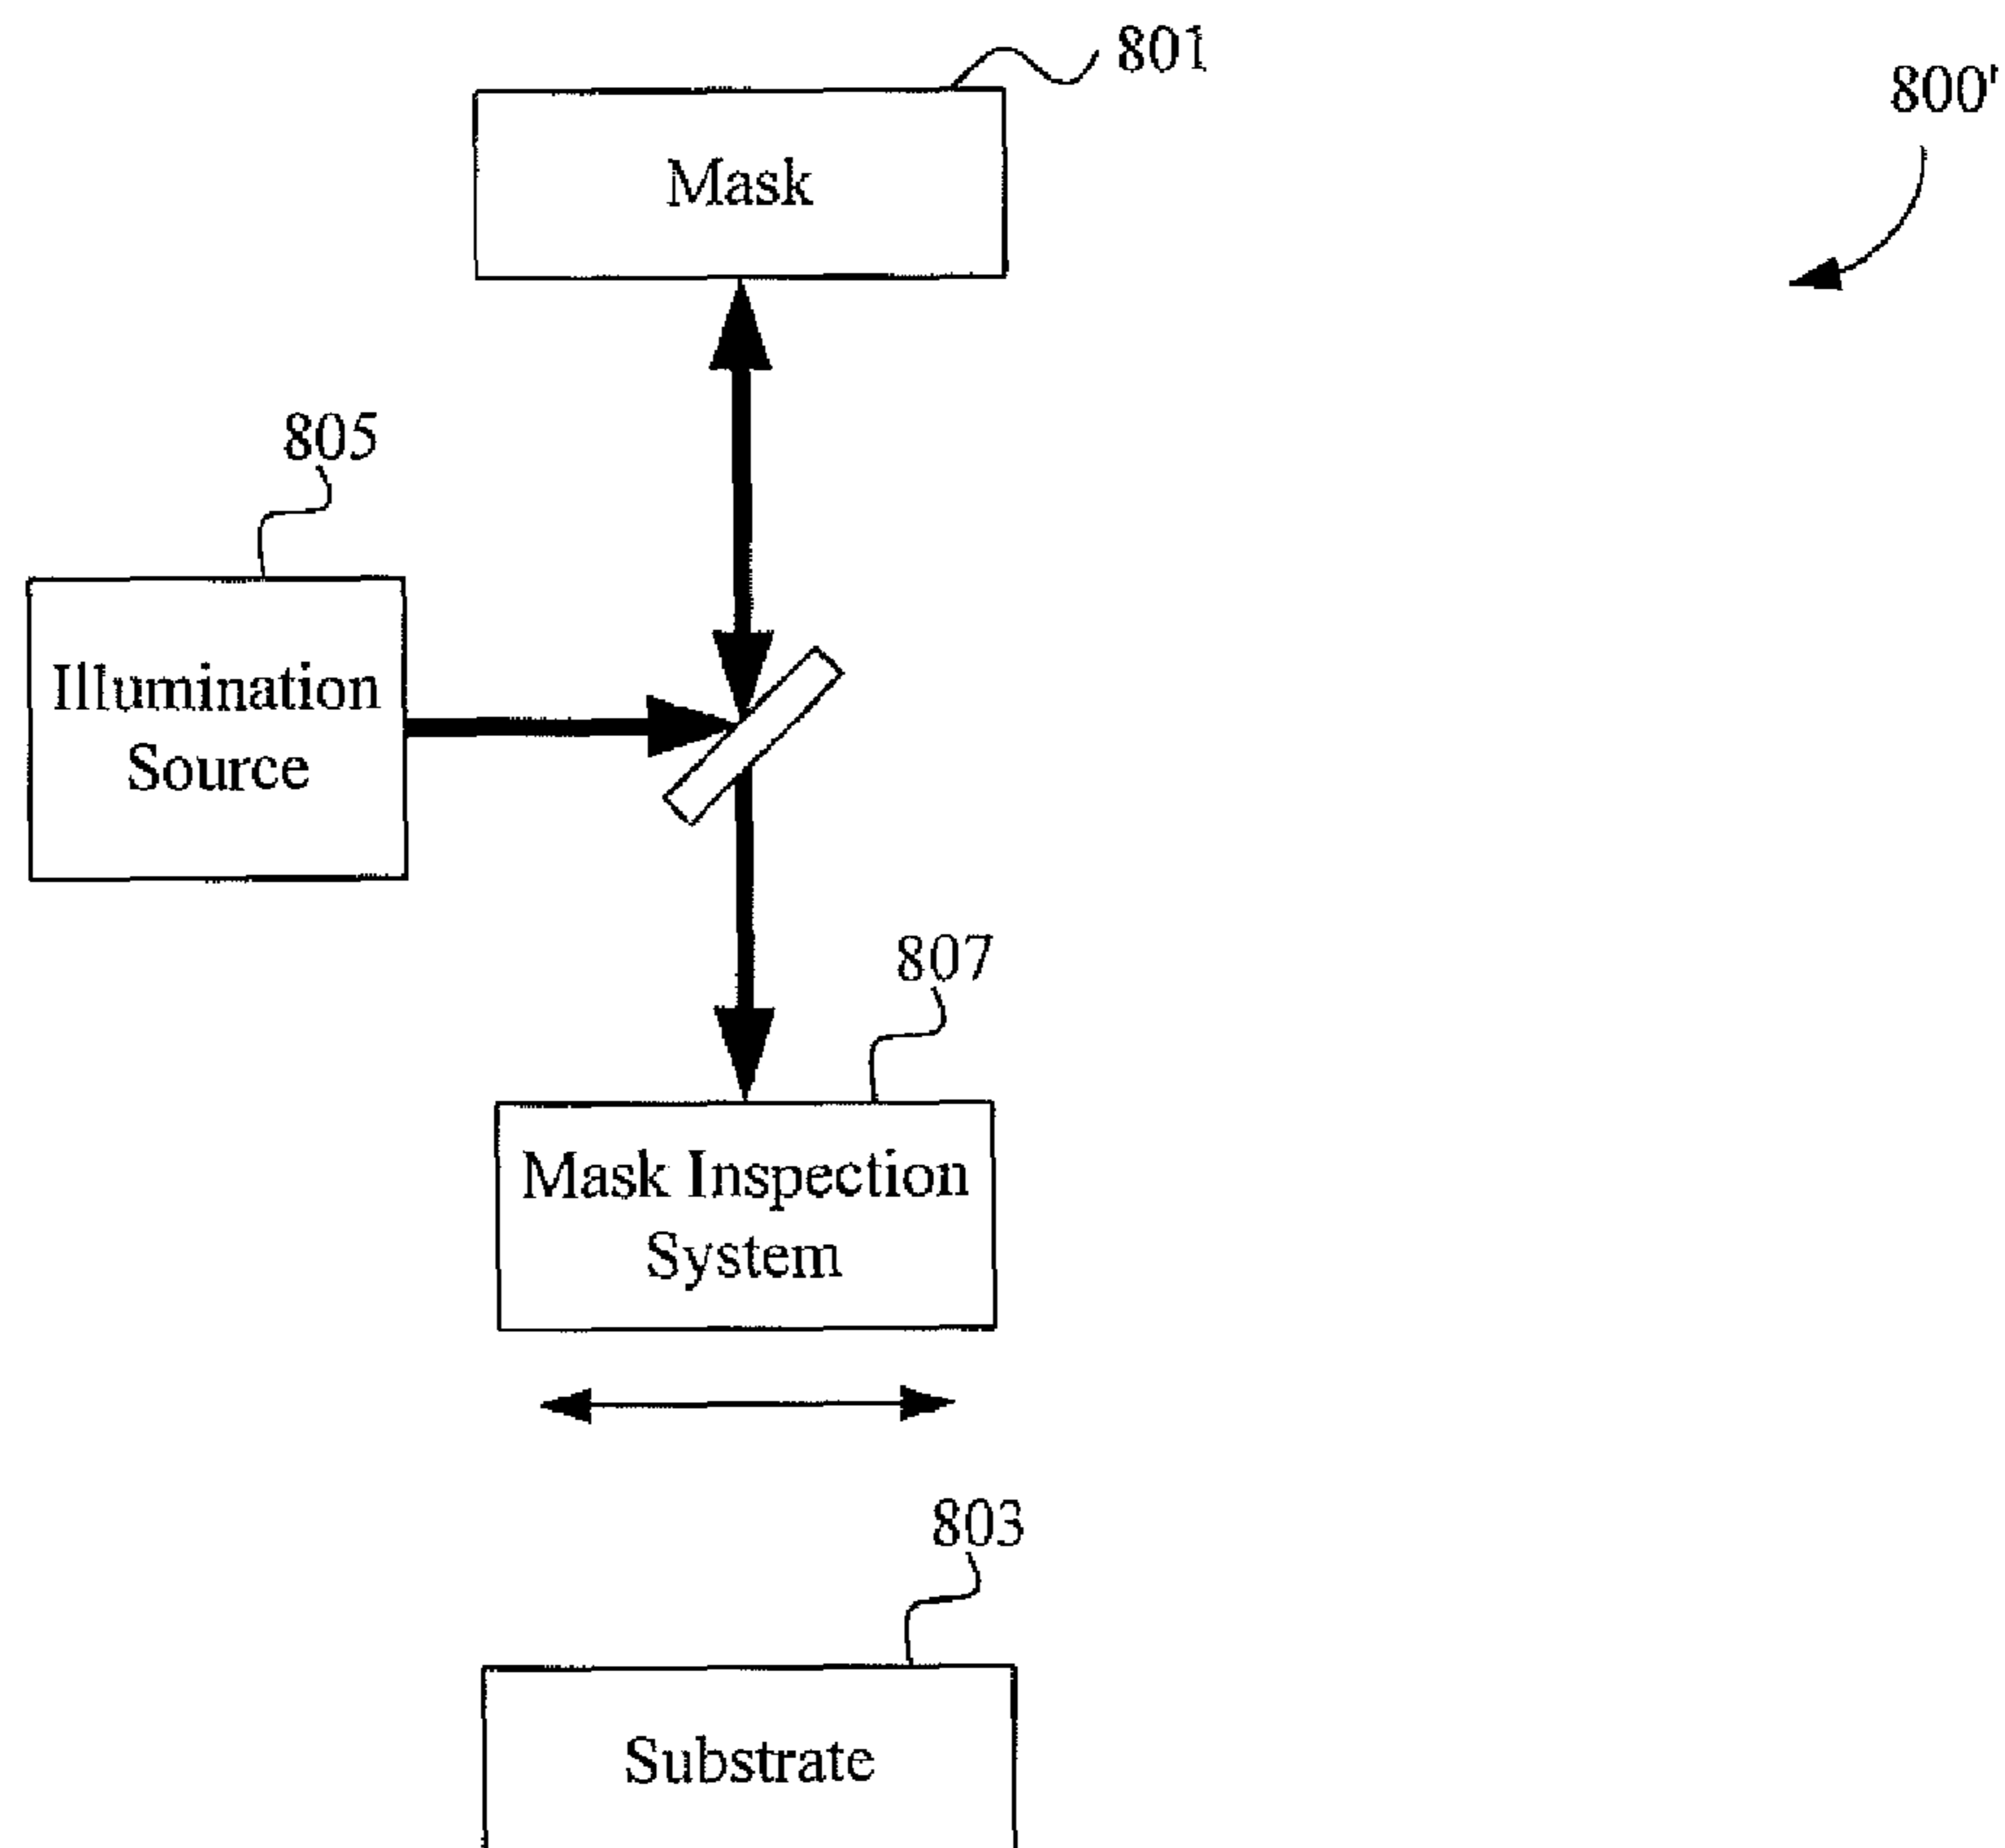 801
800'
Mask
805
Illumination
Source
807
Mask Inspection
System
803
Substrate